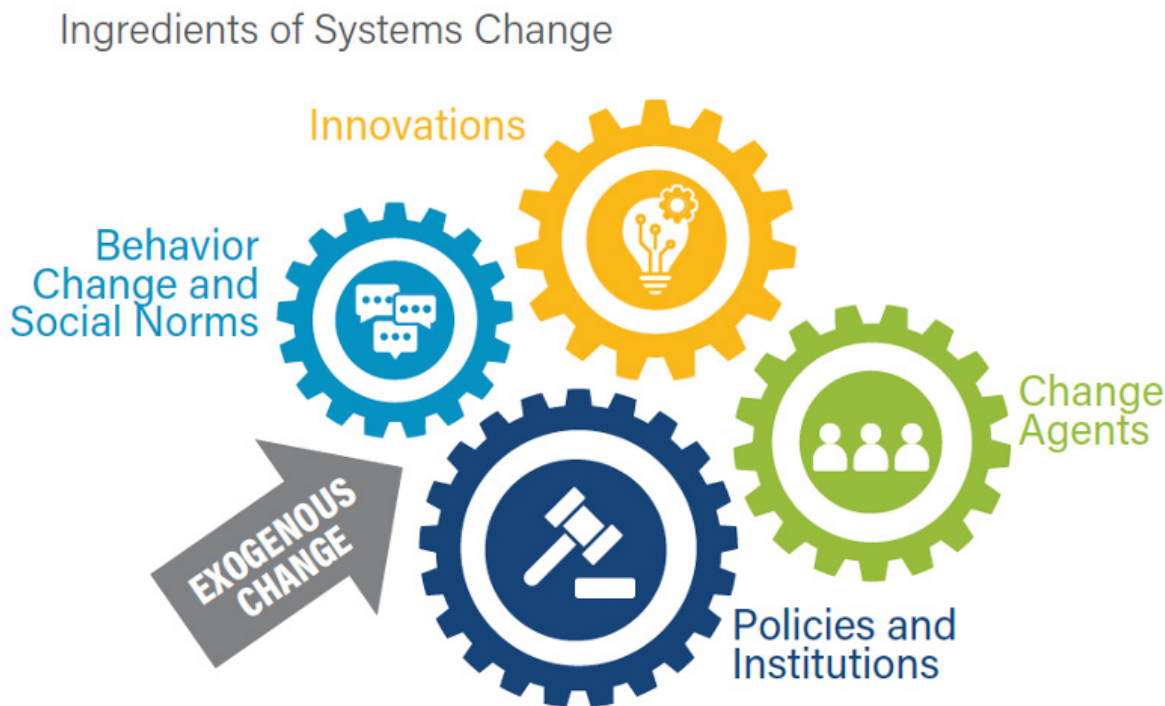 Ingredients of Systems Change
Innovations
Behavior
Change and
Social Norms
Change
Agents
EXOGENOUS
CHANGE
Policies and
Institutions